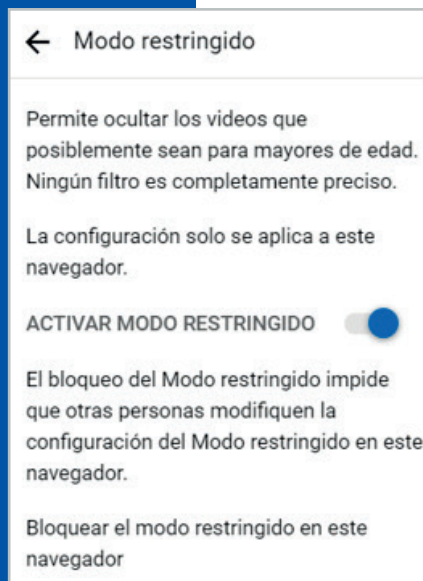 Modo restringido
Permite ocultar los videos que
posiblemente sean para mayores de edad.
Ningún filtro es completamente preciso.
La configuración solo se aplica a este
navegador.
ACTIVAR MODO RESTRINGIDO
El bloqueo del Modo restringido impide
que otras personas modifiquen la
configuración del Modo restringido en este
navegador.
Bloquear el modo restringido en este
navegador